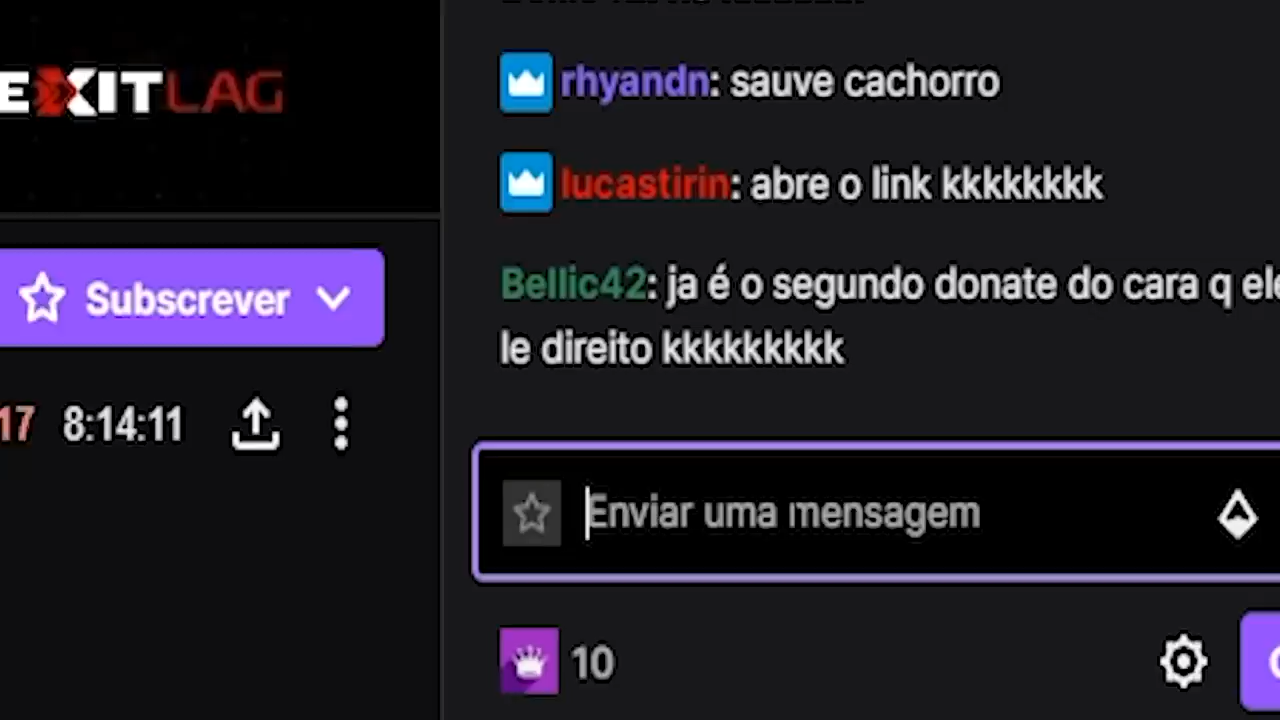 EXITLAG
rhyandn: sauve cachorro
lucastirin: abre o link kkkkkkkk
Bellic42: ja é o segundo donate do cara q ele
le direito kkkkkkkkk
Subscrever
17 8:14:11
Enviar uma mensagem
10